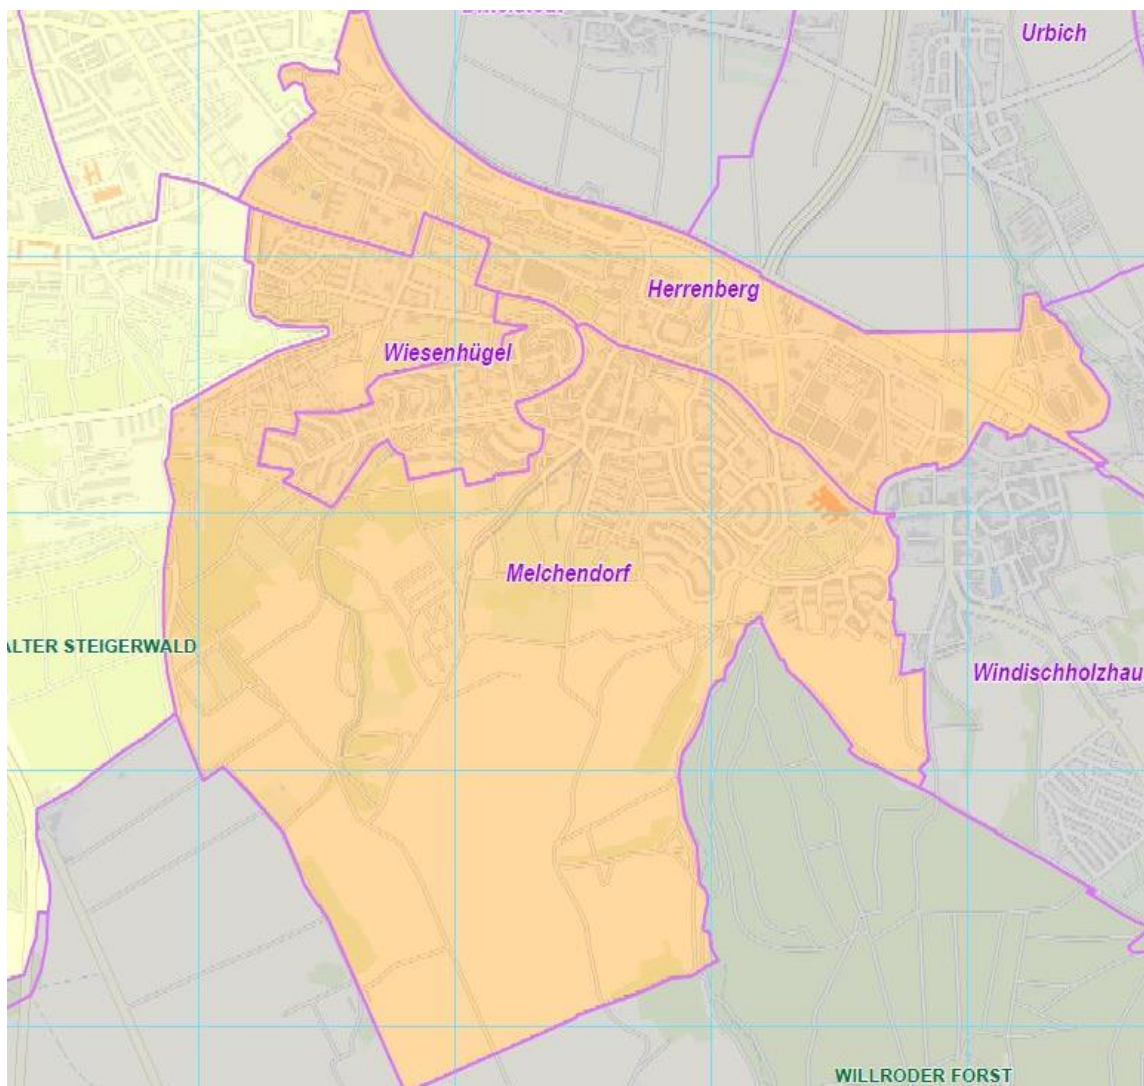 Urbich
Herrenberg
Wiesenhügel
Melchendorf
ALTER STEIGERWALD
Windischholzhau
WILLRODER FORST